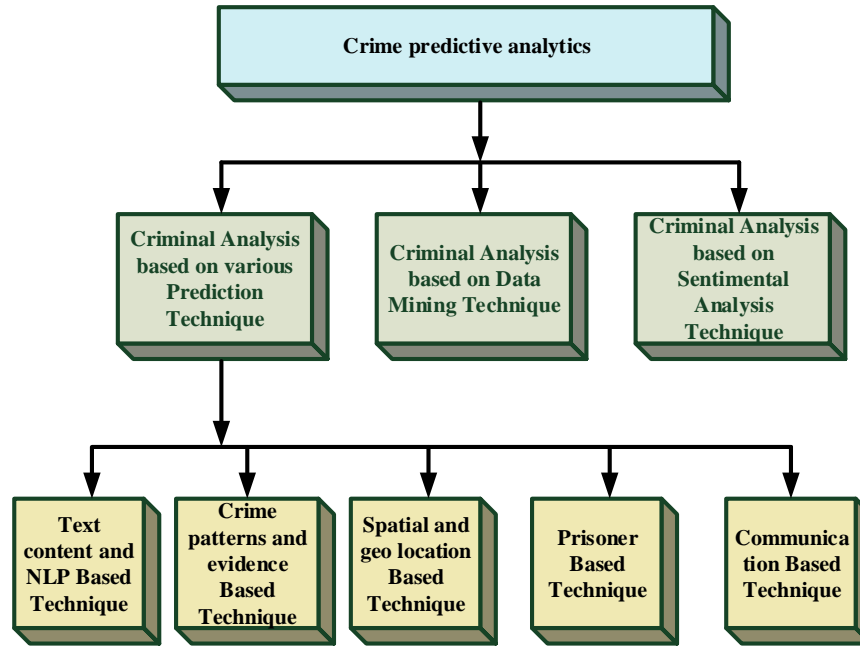 Crime predictive analytics
Criminal Analysis
based on various
Prediction
Technique
Criminal Analysis
based on Data
Mining Technique
Criminal Analysis
based on
Sentimental
Analysis
Technique
Text
content and
NLP Based
Technique
Crime
patterns and
evidence
Based
Technique
Spatial and
geo location
Based
Technique
Prisoner
Based
Technique
Communica
tion Based
Technique